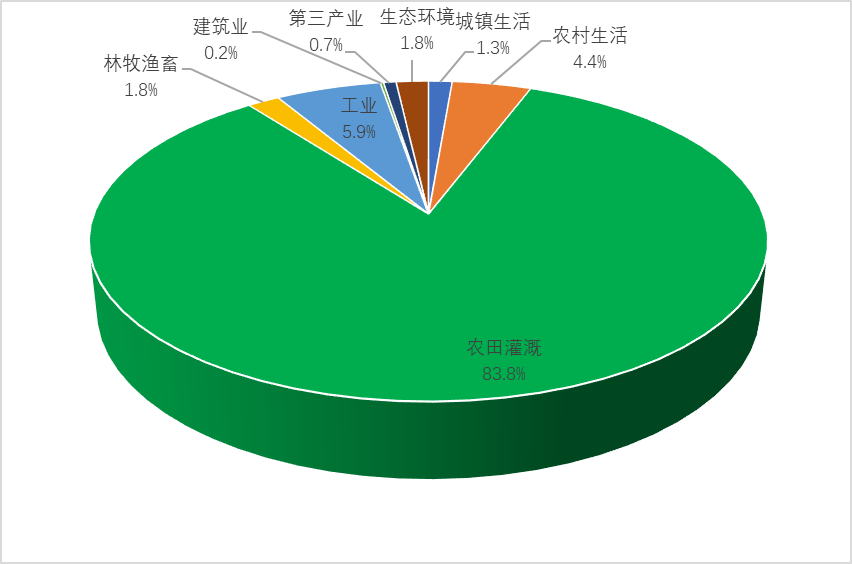 建筑业
0.2%
第三产业
0.7%
生态环境
1.8%
城镇生活
1.3%
农村生活
4.4%
林牧渔畜
1.8%
工业
5.9%
农田灌溉
83.8%